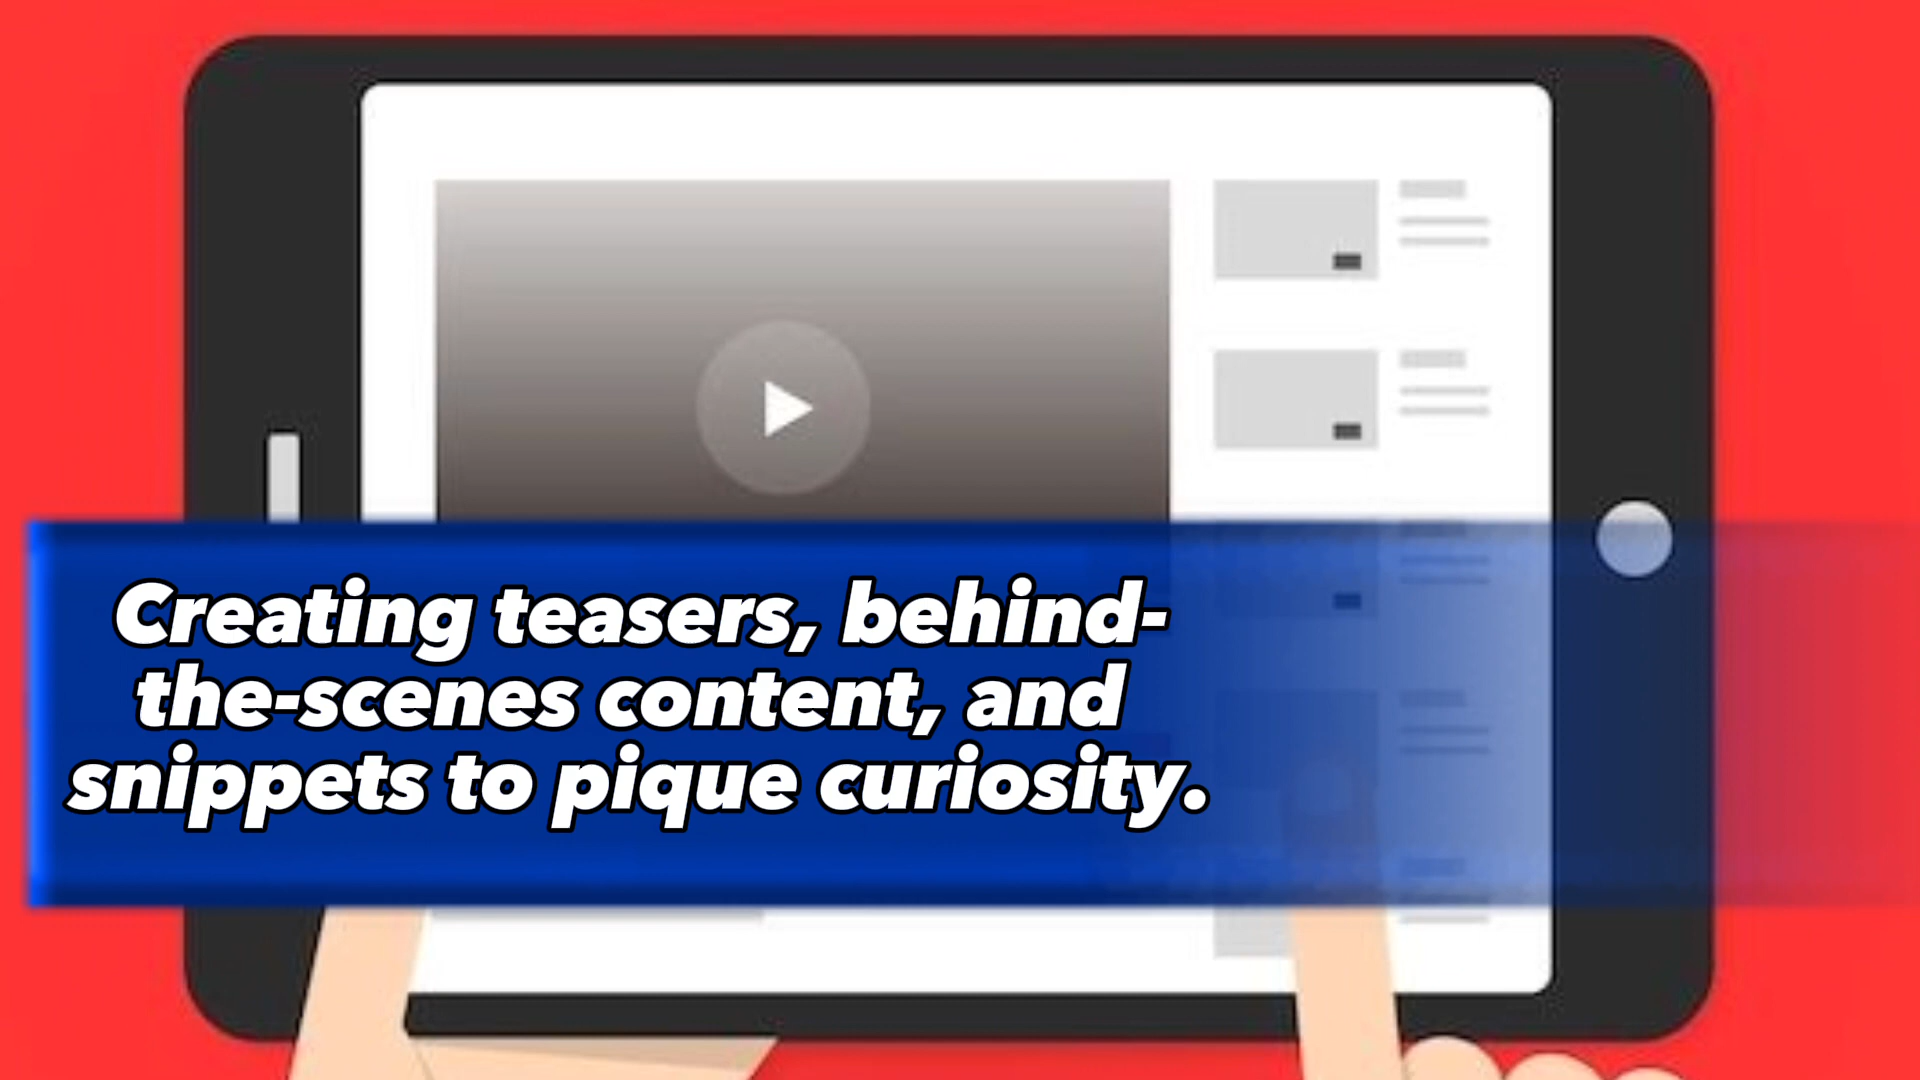 Creating teasers, behind-
the-scenes content, and
snippets to pique curiosity.